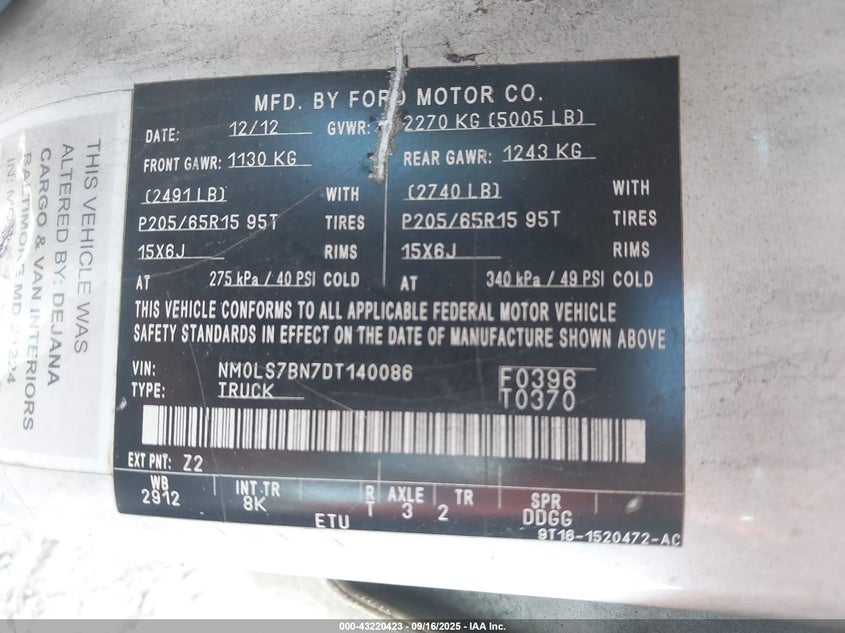 MFD. BY FORD MOTOR CO.
DATE: 12/12 GVWR: 2270 KG (5005 LB)
FRONT GAWR: 1130 KG REAR GAWR: 1243 KG
(2491 LB) WITH (2740 LB) WITH
P205/65R15 95T TIRES P205/65R15 95T TIRES
15X6J RIMS 15X6J RIMS
AT 275 kPa / 40 PSI COLD AT 340 kPa / 49 PSI COLD
THIS VEHICLE CONFORMS TO ALL APPLICABLE FEDERAL MOTOR VEHICLE
SAFETY STANDARDS IN EFFECT ON THE DATE OF MANUFACTURE SHOWN ABOVE
VIN: NM0LS7BN7DT140086 F0396
TYPE: TRUCK T0370
EXT PNT: Z2
WB INT TR R AXLE TR SPR
2912 8K T 3 2 DDGG
ETU
9T16-1520472-AC
THIS VEHICLE WAS
ALTERED BY: DEJANA
CARGO & VAN INTERIORS
BALTIMORE MD 21224
000-43220423 - 09/16/2025 - IAA Inc.